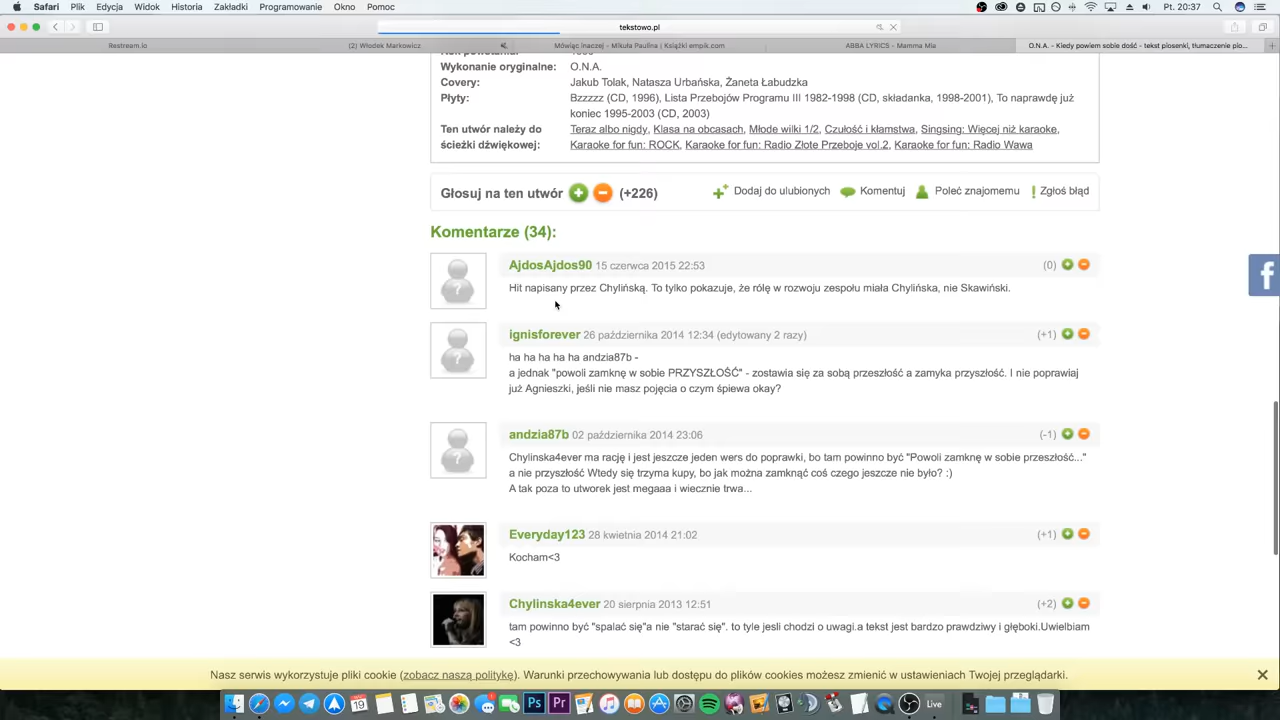 Safari Plik Edycja Widok Historia Zakładki Programowanie Okno Pomoc Pt. 20:37
tekstowo.pl
Restream.io (2) Włodek Markowicz Mówiąc inaczej - Mikuła Paulina | Książki empik.com ABBA LYRICS - Mamma Mia O.N.A. - Kiedy powiem sobie dość - tekst piosenki, tłumaczenie pio...
Wykonanie oryginalne: O.N.A.
Covery: Jakub Tolak, Natasza Urbańska, Żaneta Łabudzka
Płyty: Bzzzzz (CD, 1996), Lista Przebojów Programu III 1982-1998 (CD, składanka, 1998-2001), To naprawdę już
koniec 1995-2003 (CD, 2003)
Ten utwór należy do Teraz albo nigdy, Klasa na obcasach, Młode wilki 1/2, Czułość i kłamstwa, Singsing: Więcej niż karaoke,
ścieżki dźwiękowej: Karaoke for fun: ROCK, Karaoke for fun: Radio Złote Przeboje vol.2, Karaoke for fun: Radio Wawa
Głosuj na ten utwór (+226) Dodaj do ulubionych Komentuj Poleć znajomemu Zgłoś błąd
Komentarze (34):
AjdosAjdos90 15 czerwca 2015 22:53 (0)
Hit napisany przez Chylińską. To tylko pokazuje, że rólę w rozwoju zespołu miała Chylińska, nie Skawiński.
ignisforever 26 października 2014 12:34 (edytowany 2 razy) (+1)
ha ha ha ha ha andzia87b -
a jednak "powoli zamknę w sobie PRZYSZŁOŚĆ" - zostawia się za sobą przeszłość a zamyka przyszłość. I nie poprawiaj
już Agnieszki, jeśli nie masz pojęcia o czym śpiewa okay?
andzia87b 02 października 2014 23:06 (-1)
Chylinska4ever ma rację i jest jeszcze jeden wers do poprawki, bo tam powinno być "Powoli zamknę w sobie przeszłość..."
a nie przyszłość Wtedy się trzyma kupy, bo jak można zamknąć coś czego jeszcze nie było? :)
A tak poza to utworek jest megaaa i wiecznie trwa...
Everyday123 28 kwietnia 2014 21:02 (+1)
Kocham<3
Chylinska4ever 20 sierpnia 2013 12:51 (+2)
tam powinno być "spalać się"a nie "starać się". to tyle jesli chodzi o uwagi.a tekst jest bardzo prawdziwy i głęboki.Uwielbiam
<3
Nasz serwis wykorzystuje pliki cookie (zobacz naszą politykę). Warunki przechowywania lub dostępu do plików cookies możesz zmienić w ustawieniach Twojej przeglądarki.
19 Ps Pr Live